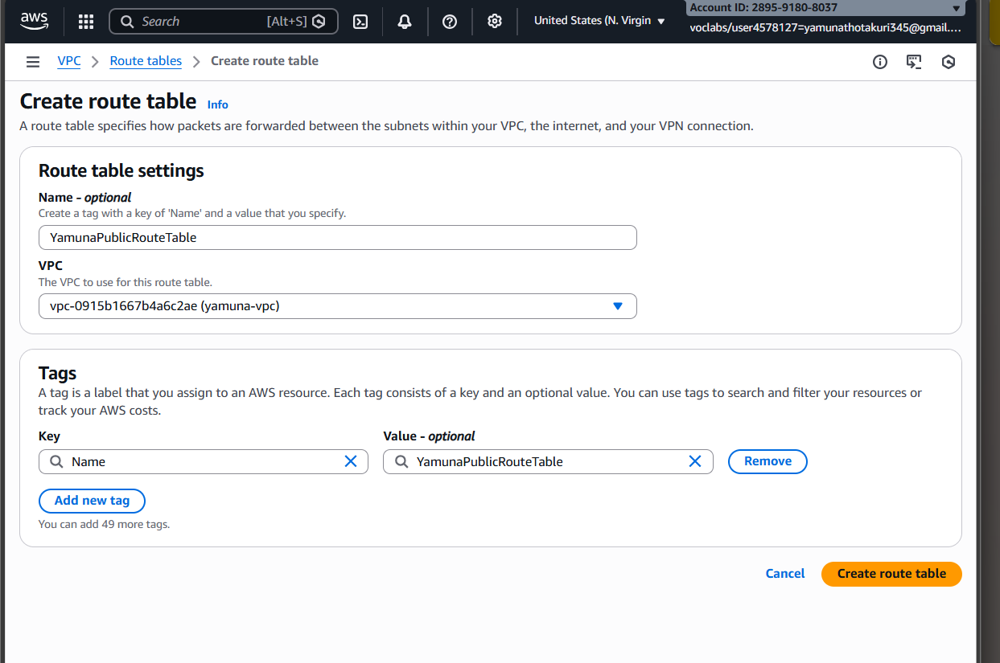 aws
Search [Alt+S]
United States (N. Virgin
Account ID: 2895-9180-8037
voclabs/user4578127=yamunathotakuri345@gmail....
VPC > Route tables > Create route table
Create route table Info
A route table specifies how packets are forwarded between the subnets within your VPC, the internet, and your VPN connection.
Route table settings
Name - optional
Create a tag with a key of 'Name' and a value that you specify.
YamunaPublicRouteTable
VPC
The VPC to use for this route table.
vpc-0915b1667b4a6c2ae (yamuna-vpc)
Tags
A tag is a label that you assign to an AWS resource. Each tag consists of a key and an optional value. You can use tags to search and filter your resources or
track your AWS costs.
Key Value - optional
Name YamunaPublicRouteTable Remove
Add new tag
You can add 49 more tags.
Cancel Create route table